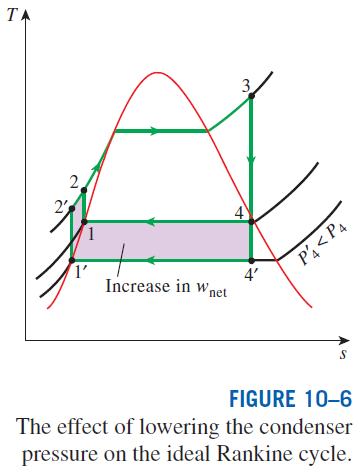 T
3
2
2'
4
1
1'
4'
Increase in wnet
P'4 < P4
s
FIGURE 10–6
The effect of lowering the condenser
pressure on the ideal Rankine cycle.